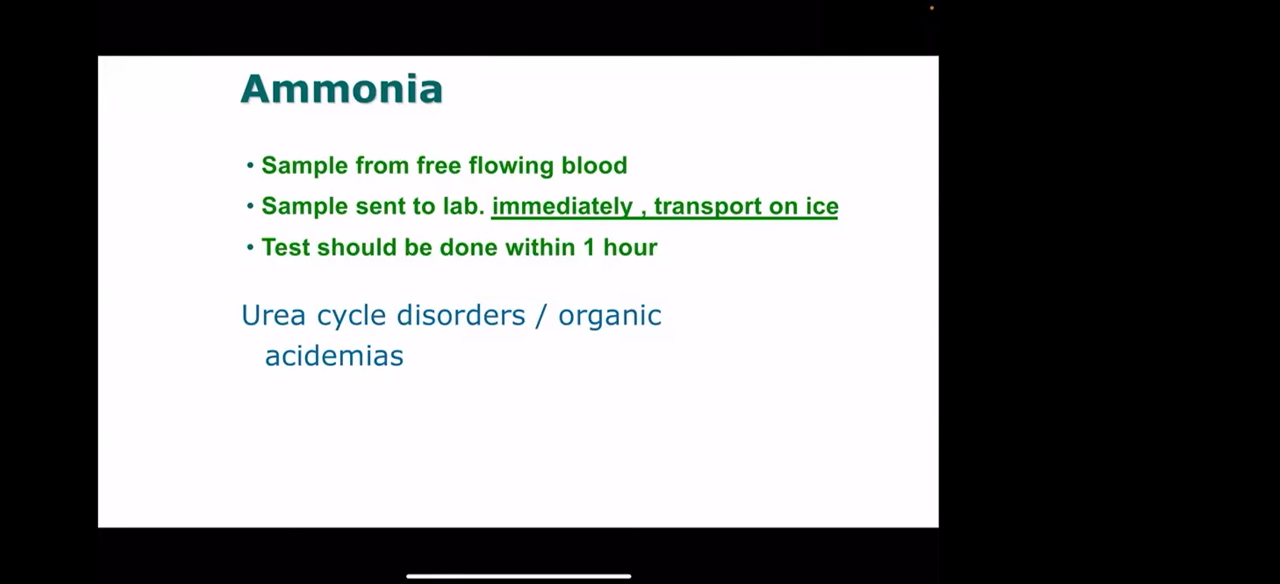 Ammonia
• Sample from free flowing blood
• Sample sent to lab. immediately , transport on ice
• Test should be done within 1 hour
Urea cycle disorders / organic
acidemias